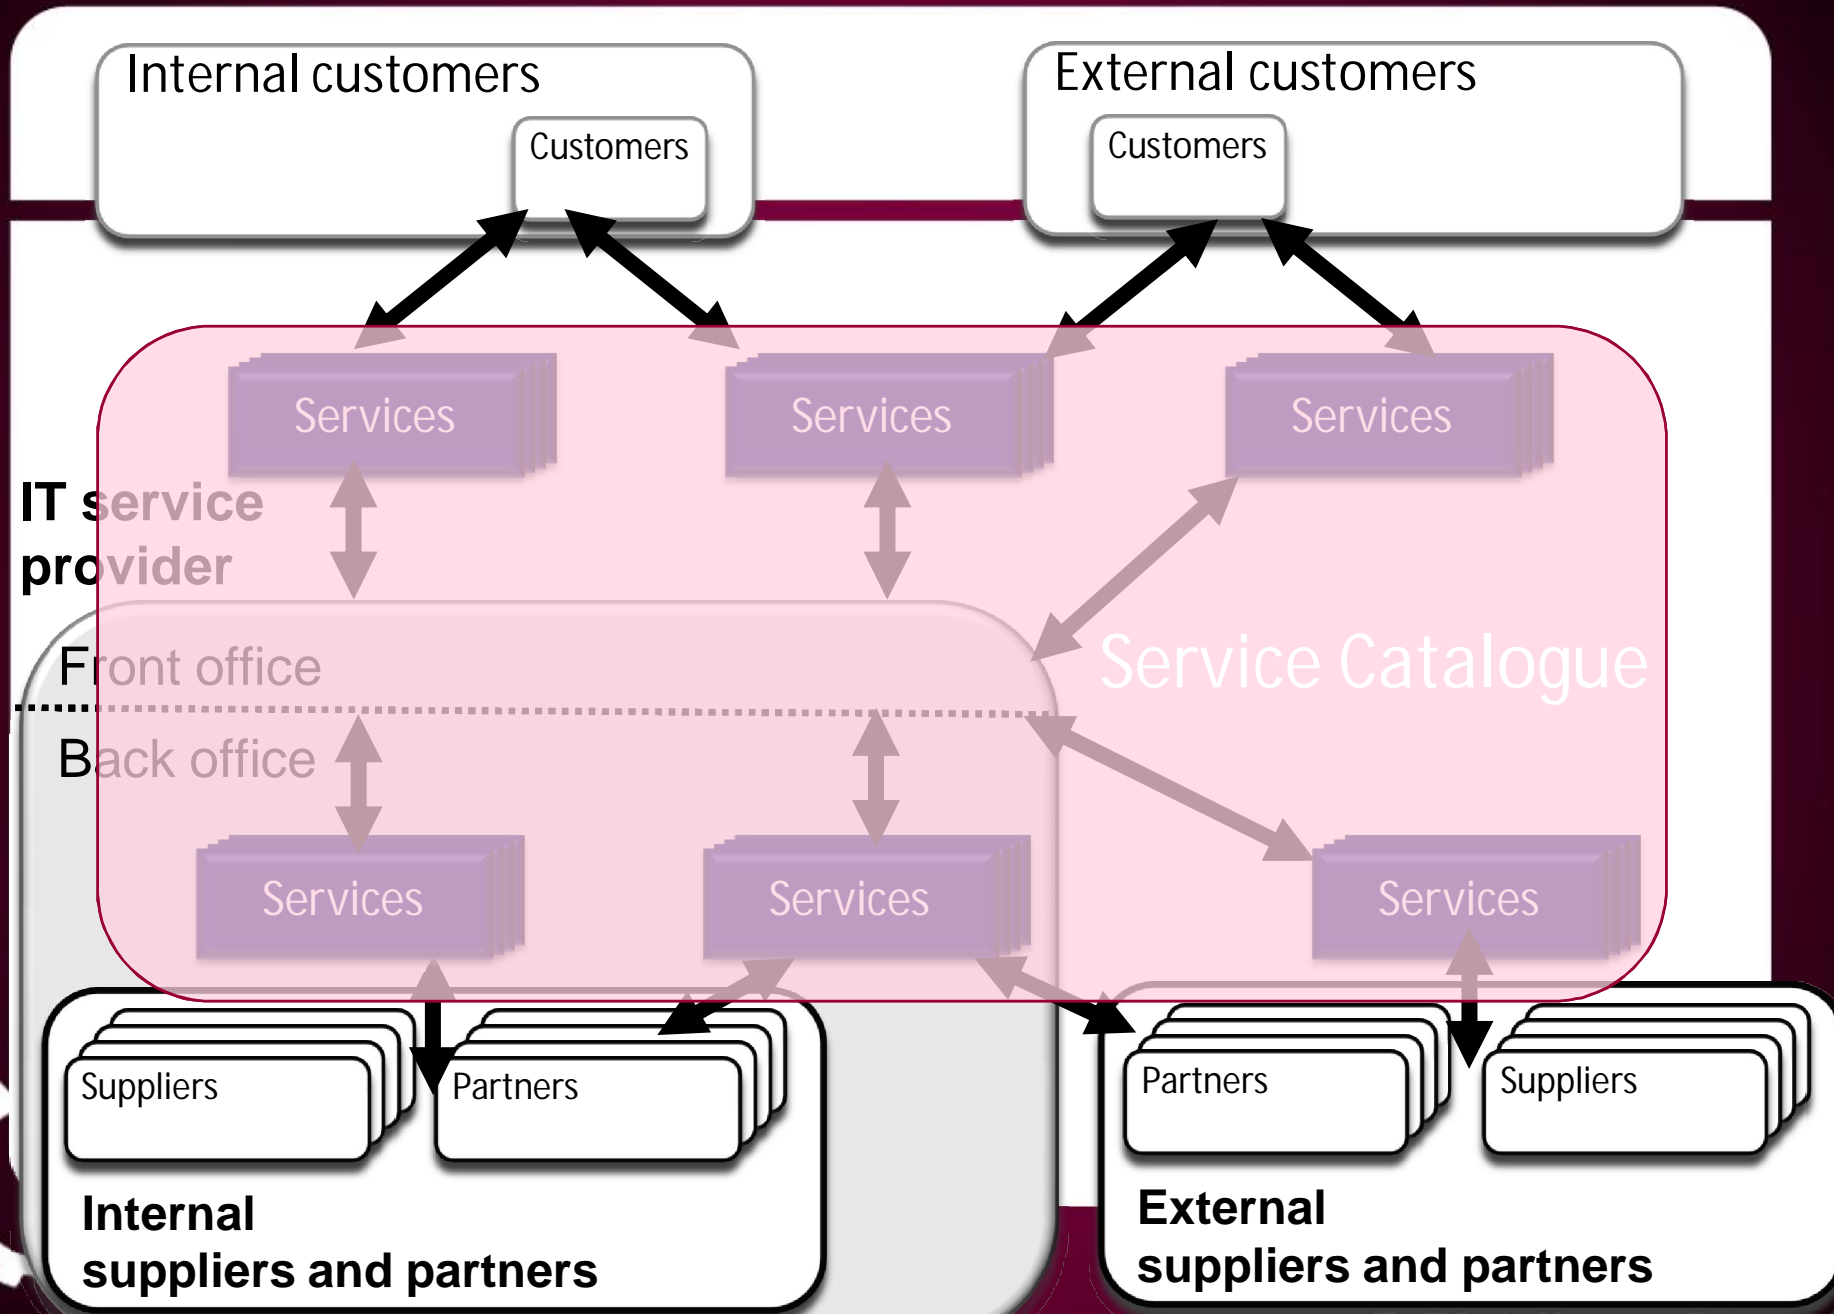 Internal customers
External customers
Customers
Customers
Services
Services
Services
IT service
provider
Front office
Service Catalogue
Back office
Services
Services
Services
Suppliers
Partners
Partners
Suppliers
Internal
suppliers and partners
External
suppliers and partners